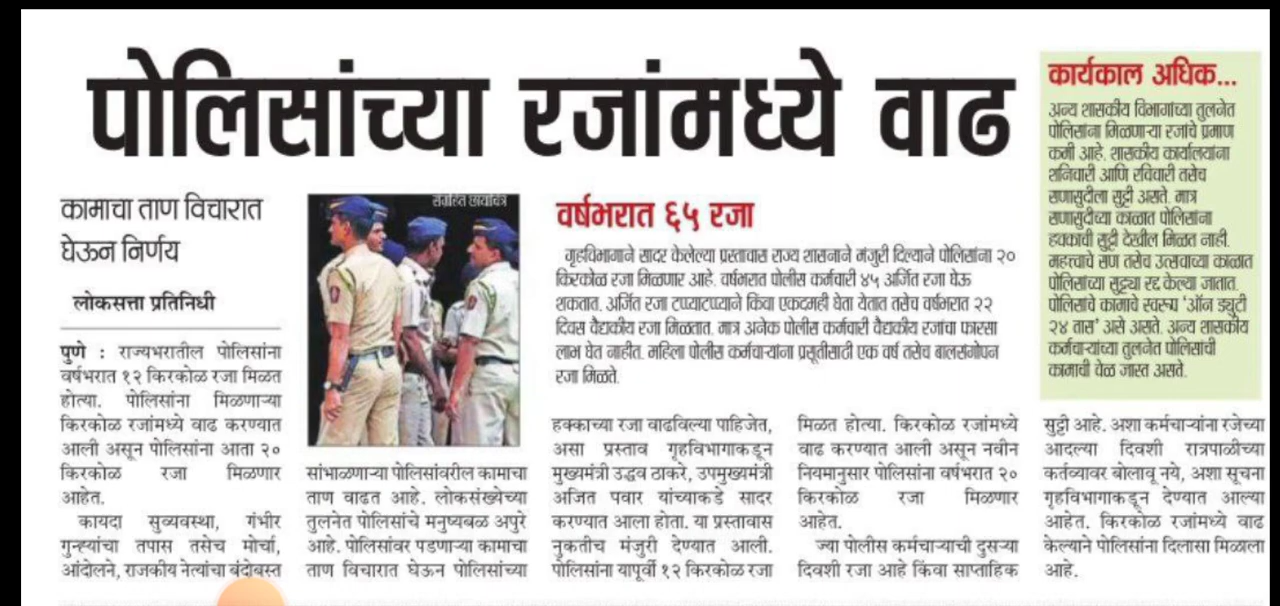 पोलिसांच्या रजांमध्ये वाढ
कामाचा ताण विचारात
घेऊन निर्णय
लोकसत्ता प्रतिनिधी
पुणे : राज्यभरातील पोलिसांना
वर्षभरात १२ किरकोळ रजा मिळत
होत्या. पोलिसांना मिळणाऱ्या
किरकोळ रजांमध्ये वाढ करण्यात
आली असून पोलिसांना आता २०
किरकोळ रजा मिळणार
आहेत.
कायदा सुव्यवस्था, गंभीर
गुन्ह्यांचा तपास तसेच मोर्चा,
आंदोलने, राजकीय नेत्यांचा बंदोबस्त
संग्रहित छायाचित्र
सांभाळणाऱ्या पोलिसांवरील कामाचा
ताण वाढत आहे. लोकसंख्येच्या
तुलनेत पोलिसांचे मनुष्यबळ अपुरे
आहे. पोलिसांवर पडणाऱ्या कामाचा
ताण विचारात घेऊन पोलिसांच्या
वर्षभरात ६५ रजा
गृहविभागाने सादर केलेल्या प्रस्तावास राज्य शासनाने मंजुरी दिल्याने पोलिसांना २०
किरकोळ रजा मिळणार आहे. वर्षभरात पोलीस कर्मचारी ४५ अर्जित रजा घेऊ
शकतात. अर्जित रजा टप्प्याटप्प्याने किंवा एकदमही घेता येतात तसेच वर्षभरात २२
दिवस वैद्यकीय रजा मिळतात. मात्र अनेक पोलीस कर्मचारी वैद्यकीय रजांचा फारसा
लाभ घेत नाहीत. महिला पोलीस कर्मचाऱ्यांना प्रसूतीसाठी एक वर्ष तसेच बालसंगोपन
रजा मिळते.
हक्काच्या रजा वाढविल्या पाहिजेत,
असा प्रस्ताव गृहविभागाकडून
मुख्यमंत्री उद्धव ठाकरे, उपमुख्यमंत्री
अजित पवार यांच्याकडे सादर
करण्यात आला होता. या प्रस्तावास
नुकतीच मंजुरी देण्यात आली.
पोलिसांना यापूर्वी १२ किरकोळ रजा
मिळत होत्या. किरकोळ रजांमध्ये
वाढ करण्यात आली असून नवीन
नियमानुसार पोलिसांना वर्षभरात २०
किरकोळ रजा मिळणार
आहेत.
ज्या पोलीस कर्मचाऱ्याची दुसऱ्या
दिवशी रजा आहे किंवा साप्ताहिक
सुट्टी आहे. अशा कर्मचाऱ्यांना रजेच्या
आदल्या दिवशी रात्रपाळीच्या
कर्तव्यावर बोलावू नये, अशा सूचना
गृहविभागाकडून देण्यात आल्या
आहेत. किरकोळ रजांमध्ये वाढ
केल्याने पोलिसांना दिलासा मिळाला
आहे.
कार्यकाल अधिक...
अन्य शासकीय विभागांच्या तुलनेत
पोलिसांना मिळणाऱ्या रजांचे प्रमाण
कमी आहे. शासकीय कार्यालयांना
शनिवारी आणि रविवारी तसेच
सणासुदीला सुट्टी असते. मात्र
सणासुदीच्या काळात पोलिसांना
हक्काची सुट्टी देखील मिळत नाही.
महत्त्वाचे सण तसेच उत्सवाच्या काळात
पोलिसांच्या सुट्ट्या रद्द केल्या जातात.
पोलिसांचे कामाचे स्वरुप ‘ऑन ड्युटी
२४ तास’ असे असते. अन्य शासकीय
कर्मचाऱ्यांच्या तुलनेत पोलिसांची
कामाची वेळ जास्त असते.